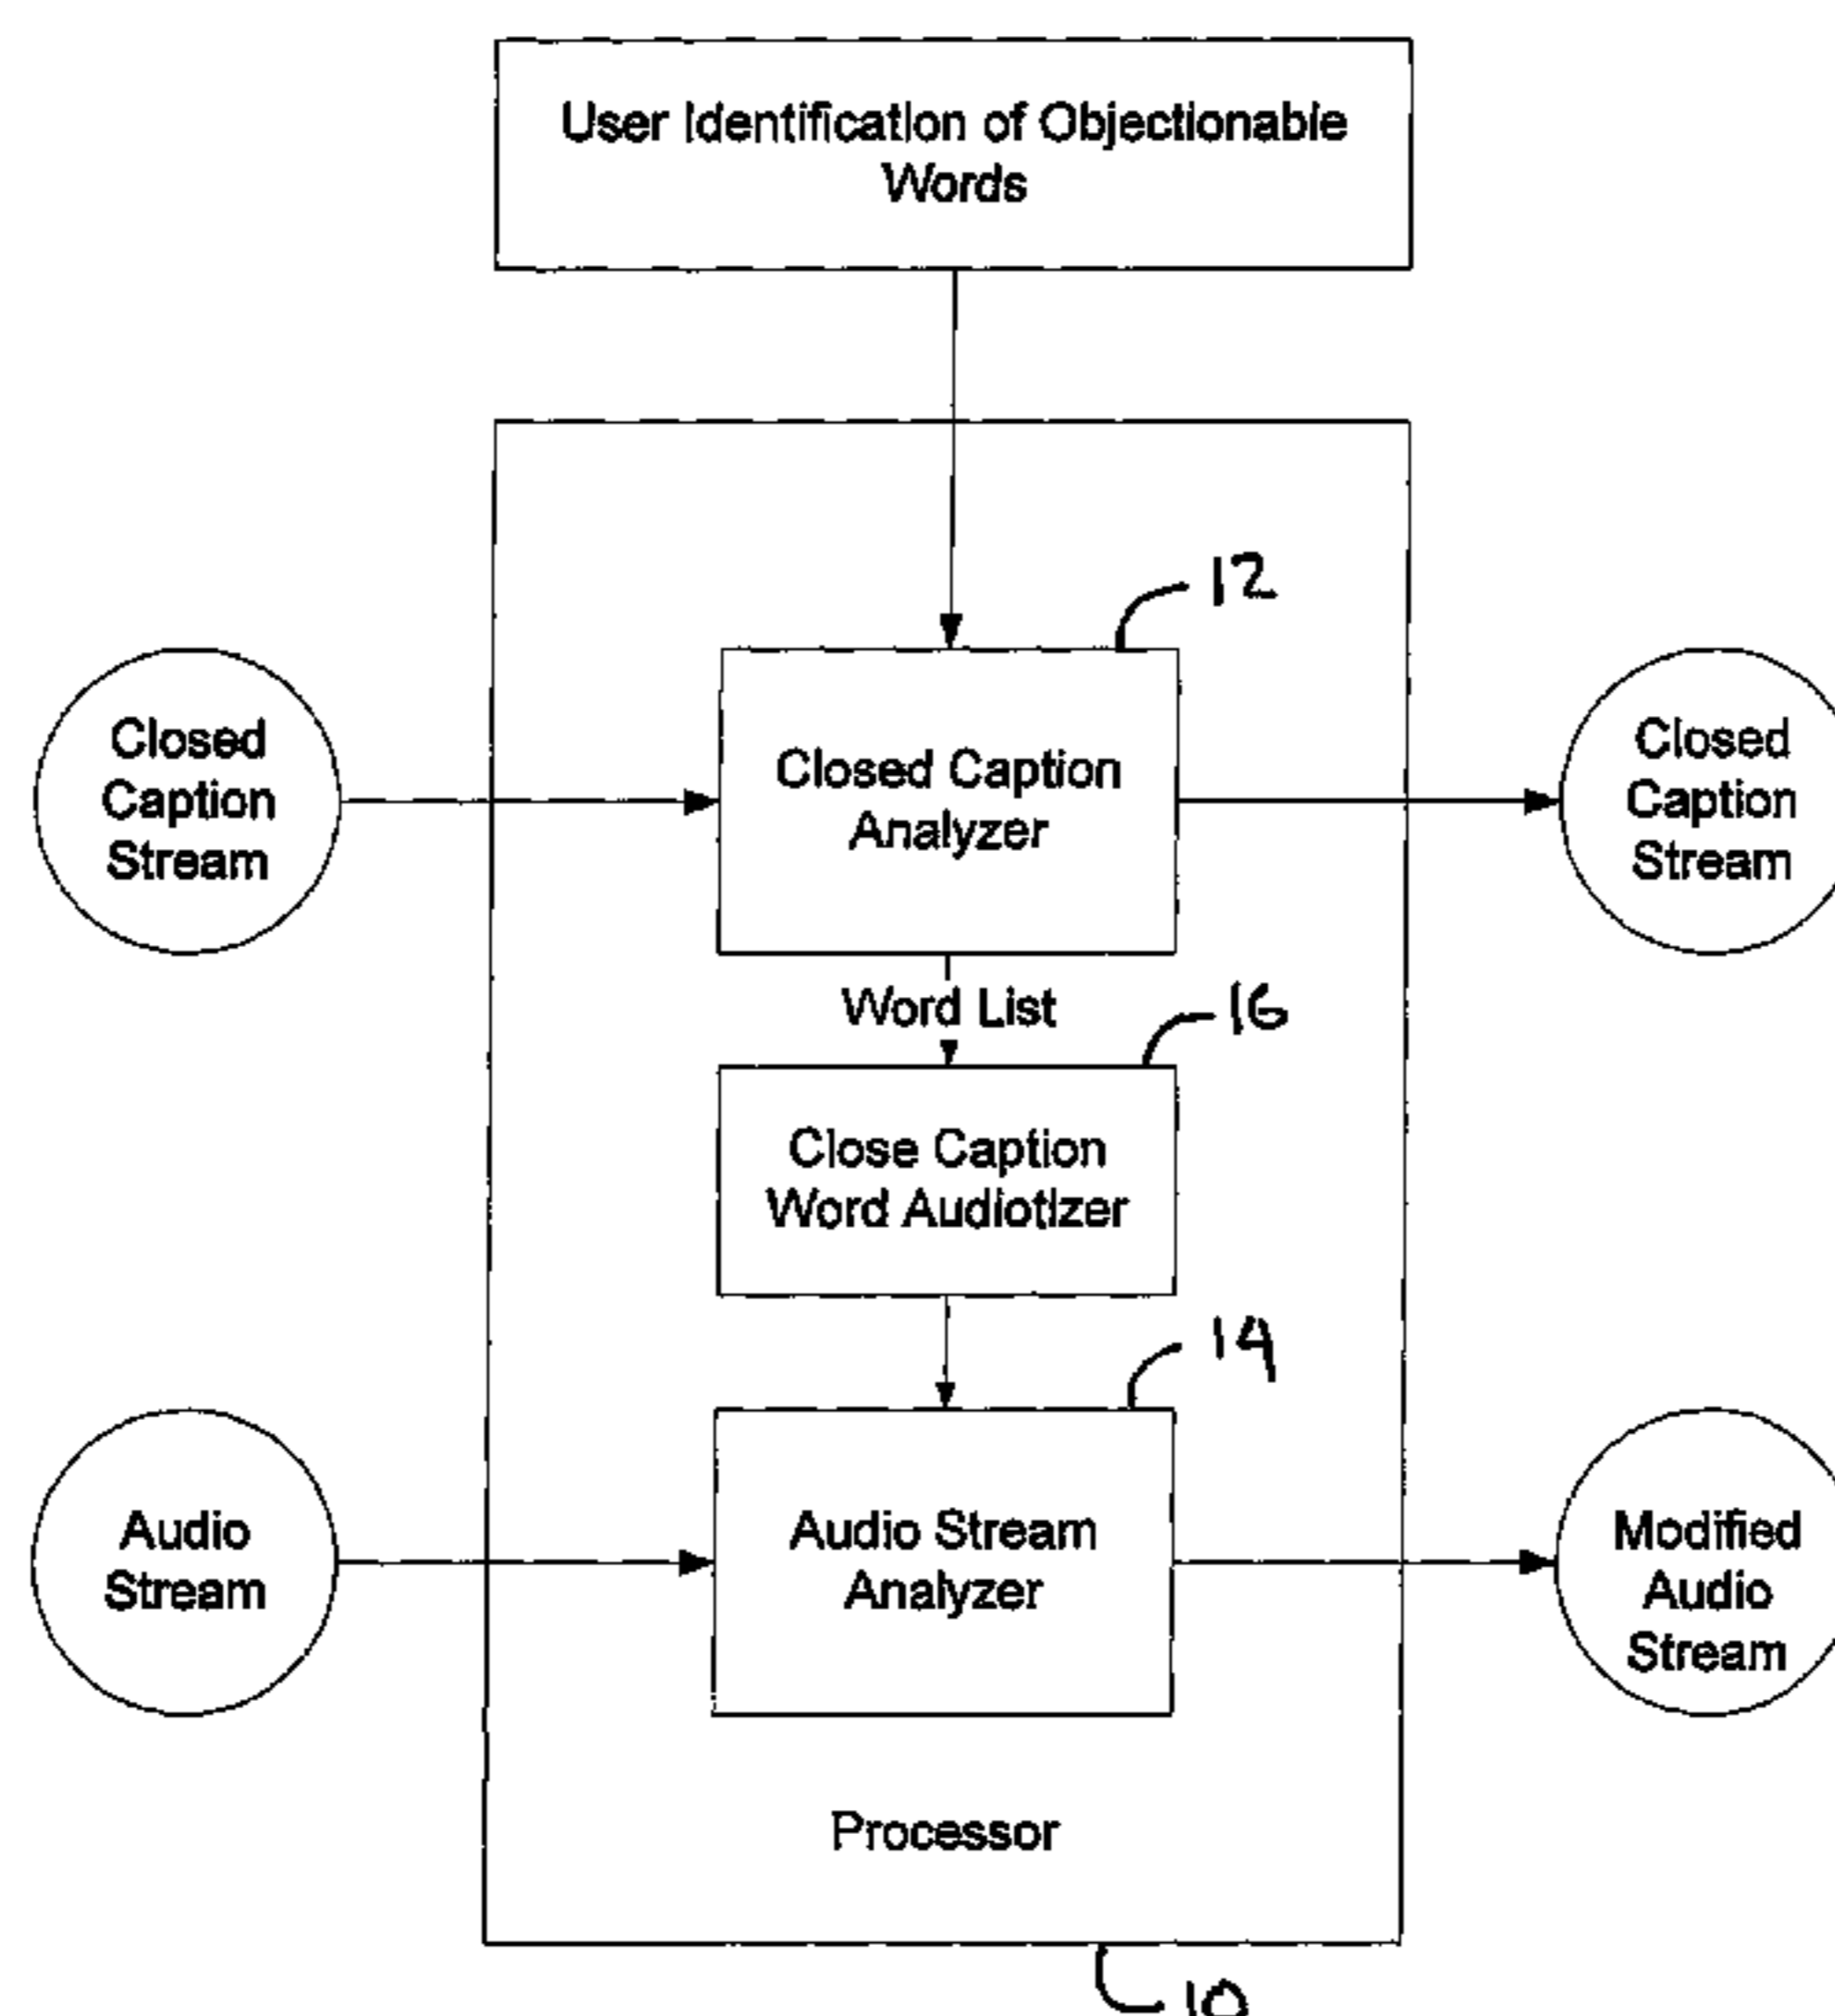 User Identification of Objectionable
Words
12
Closed
Caption
Stream
Closed Caption
Analyzer
Closed
Caption
Stream
Word List
16
Close Caption
Word Audiotizer
14
Audio
Stream
Audio Stream
Analyzer
Modified
Audio
Stream
Processor
10